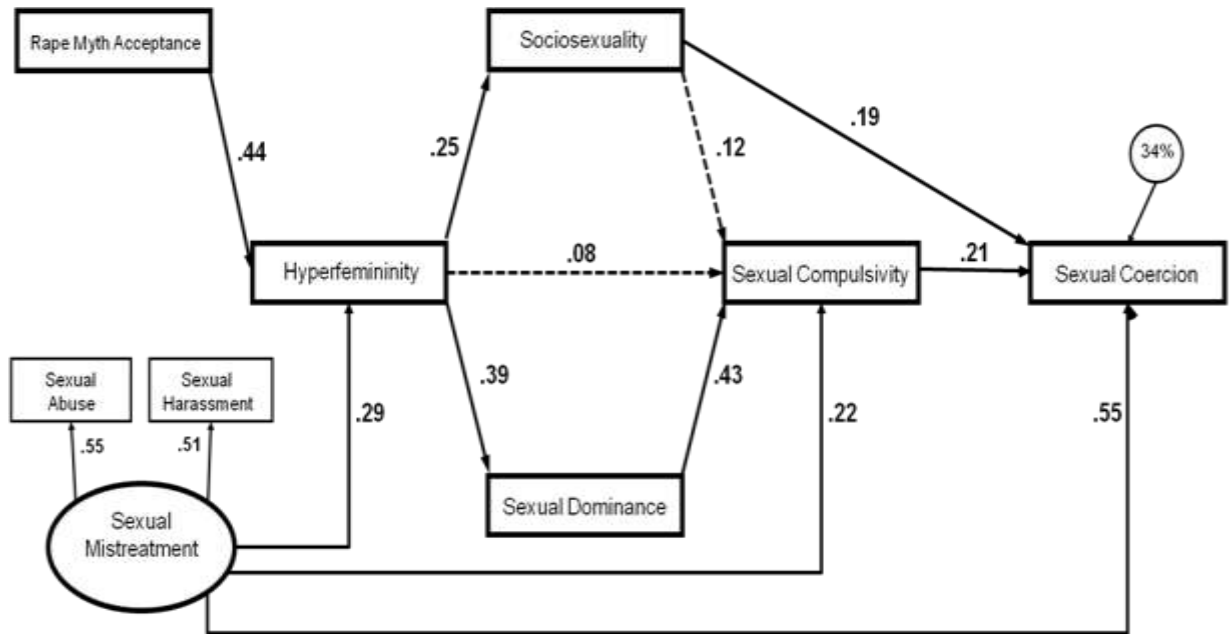 Rape Myth Acceptance
Sociosexuality
.44
.25
.12
.19
34%
Hyperfemininity
.08
Sexual Compulsivity
.21
Sexual Coercion
Sexual
Abuse
Sexual
Harassment
.55
.51
.29
.39
.43
.22
.55
Sexual Dominance
Sexual
Mistreatment